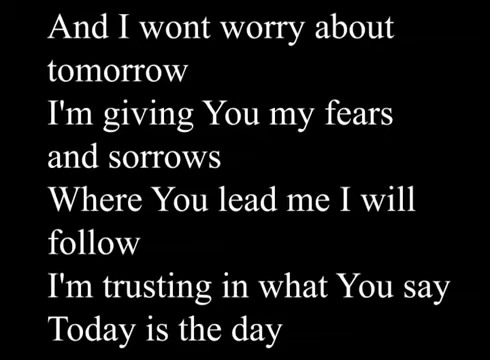 And I wont worry about
tomorrow
I'm giving You my fears
and sorrows
Where You lead me I will
follow
I'm trusting in what You say
Today is the day